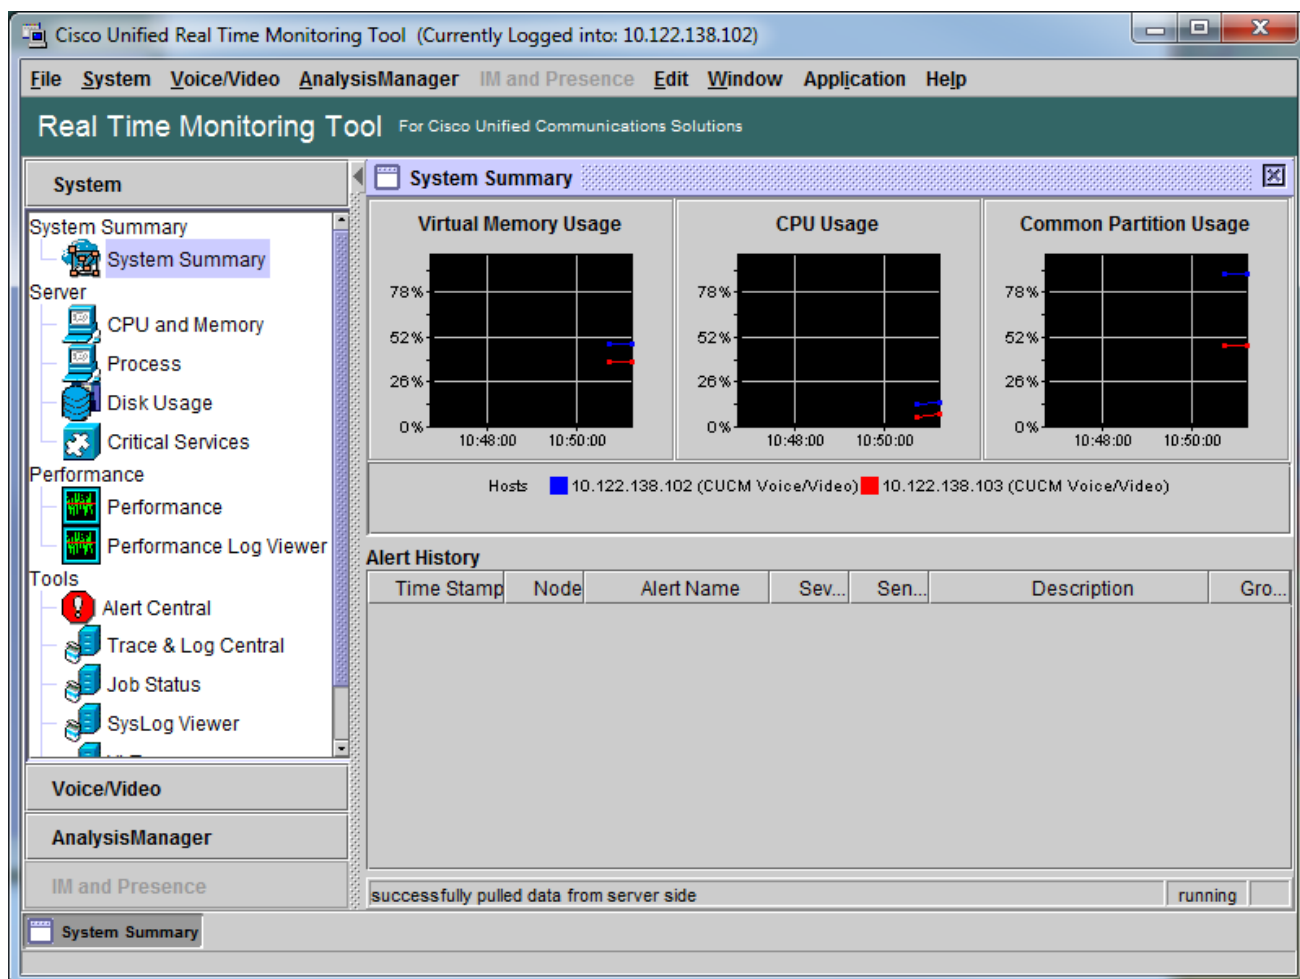 Cisco Unified Real Time Monitoring Tool (Currently Logged into: 10.122.138.102)
File System Voice/Video AnalysisManager IM and Presence Edit Window Application Help
Real Time Monitoring Tool For Cisco Unified Communications Solutions
System
System Summary
System Summary
Server
CPU and Memory
Process
Disk Usage
Critical Services
Performance
Performance
Performance Log Viewer
Tools
Alert Central
Trace & Log Central
Job Status
SysLog Viewer
Voice/Video
AnalysisManager
IM and Presence
System Summary
Virtual Memory Usage
78%
52%
26%
0%
10:48:00 10:50:00
CPU Usage
78%
52%
26%
0%
10:48:00 10:50:00
Common Partition Usage
78%
52%
26%
0%
10:48:00 10:50:00
Hosts 10.122.138.102 (CUCM Voice/Video) 10.122.138.103 (CUCM Voice/Video)
Alert History
Time Stamp Node Alert Name Sev... Sen... Description Gro...
successfully pulled data from server side running
System Summary